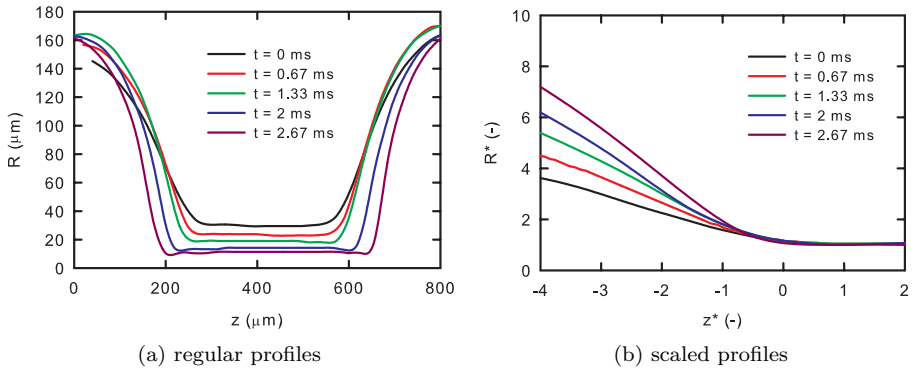 180
160
140
120
100
80
60
40
20
0
R (μm)
0
200
400
600
800
z (μm)
t = 0 ms
t = 0.67 ms
t = 1.33 ms
t = 2 ms
t = 2.67 ms
(a) regular profiles
10
8
6
4
2
0
R* (-)
-4
-3
-2
-1
0
1
2
z* (-)
t = 0 ms
t = 0.67 ms
t = 1.33 ms
t = 2 ms
t = 2.67 ms
(b) scaled profiles